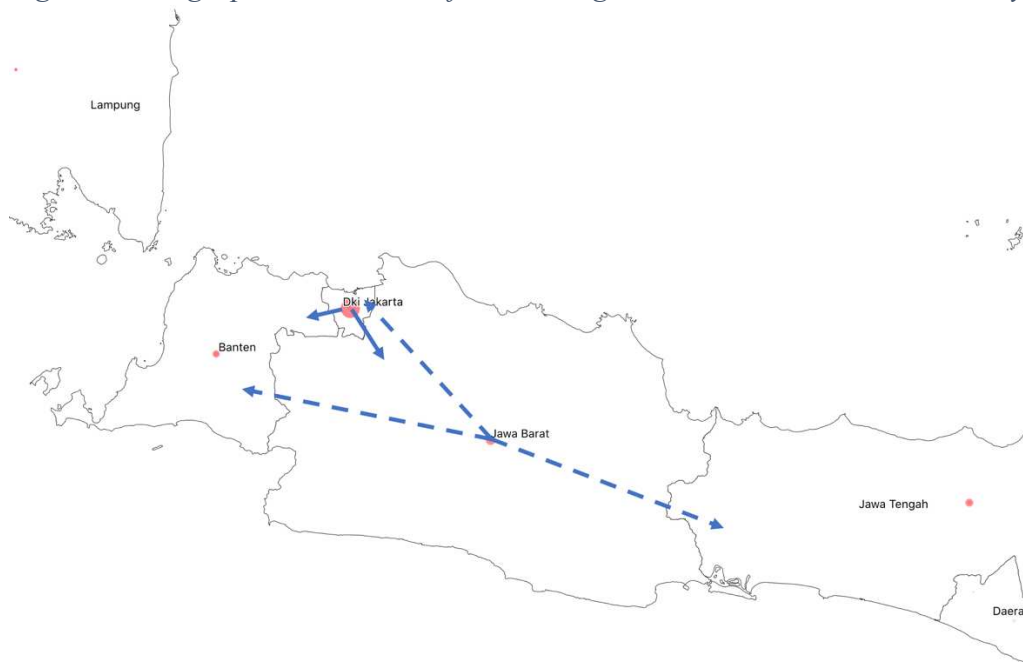 Lampung
Dki Jakarta
Banten
Jawa Barat
Jawa Tengah
Daera